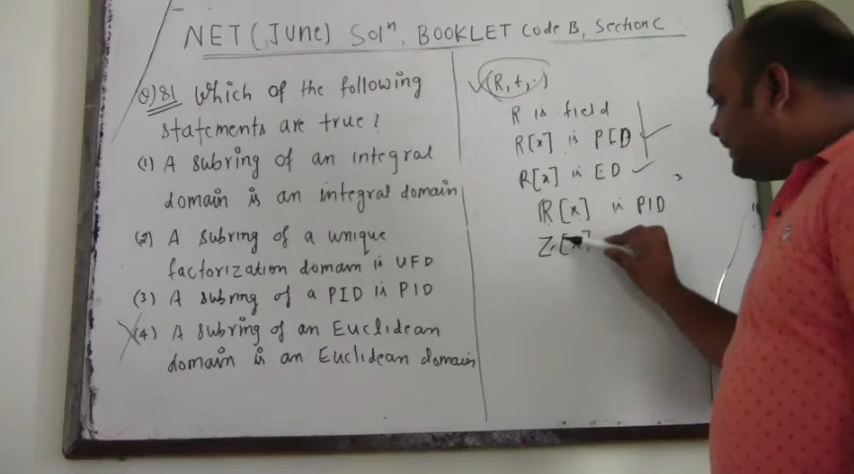 NET (JUNE) Solⁿ. BOOKLET Code B, Section C
Q) 81 Which of the following
statements are true?
(1) A subring of an integral
domain is an integral domain
(2) A subring of a unique
factorization domain is UFD
(3) A subring of a PID is PID
(4) A subring of an Euclidean
domain is an Euclidean domain
(R, +, ·)
R is field
R[x] is PID
R[x] is ED
ℝ[x] is PID
Z[x]